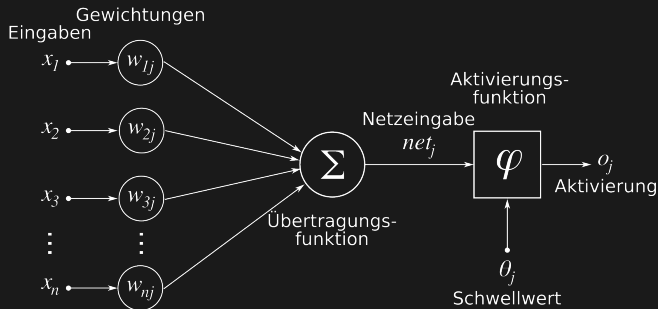 Gewichtungen
Eingaben
x₁ w₁ⱼ
Aktivierungs-
funktion
x₂ w₂ⱼ
Netzeingabe
netⱼ
Σ φ oⱼ
Aktivierung
x₃ w₃ⱼ
Übertragungs-
funktion
⋮ ⋮
θⱼ
xₙ wₙⱼ
Schwellwert